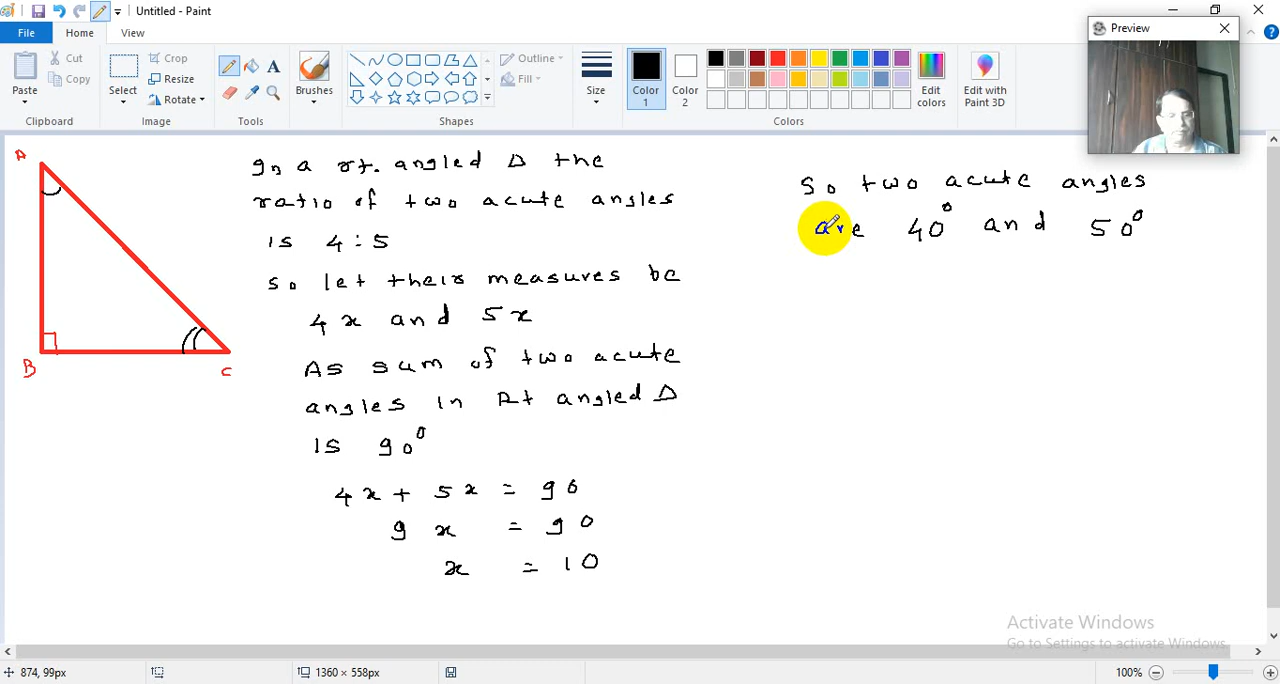 Untitled - Paint
Preview
File
Home
View
Paste
Cut
Copy
Clipboard
Select
Crop
Resize
Rotate
Image
A
Tools
Brushes
Shapes
Outline
Fill
Size
Color 1
Color 2
Edit colors
Edit with Paint 3D
Colors
A
B
C
In a rt. angled Δ the
ratio of two acute angles
is 4 : 5
So let their measures be
4x and 5x
As sum of two acute
angles in Rt angled Δ
is 90°
4x + 5x = 90
9x = 90
x = 10
So two acute angles
are 40° and 50°
Activate Windows
Go to Settings to activate Windows.
874, 99px
1360 × 558px
100%